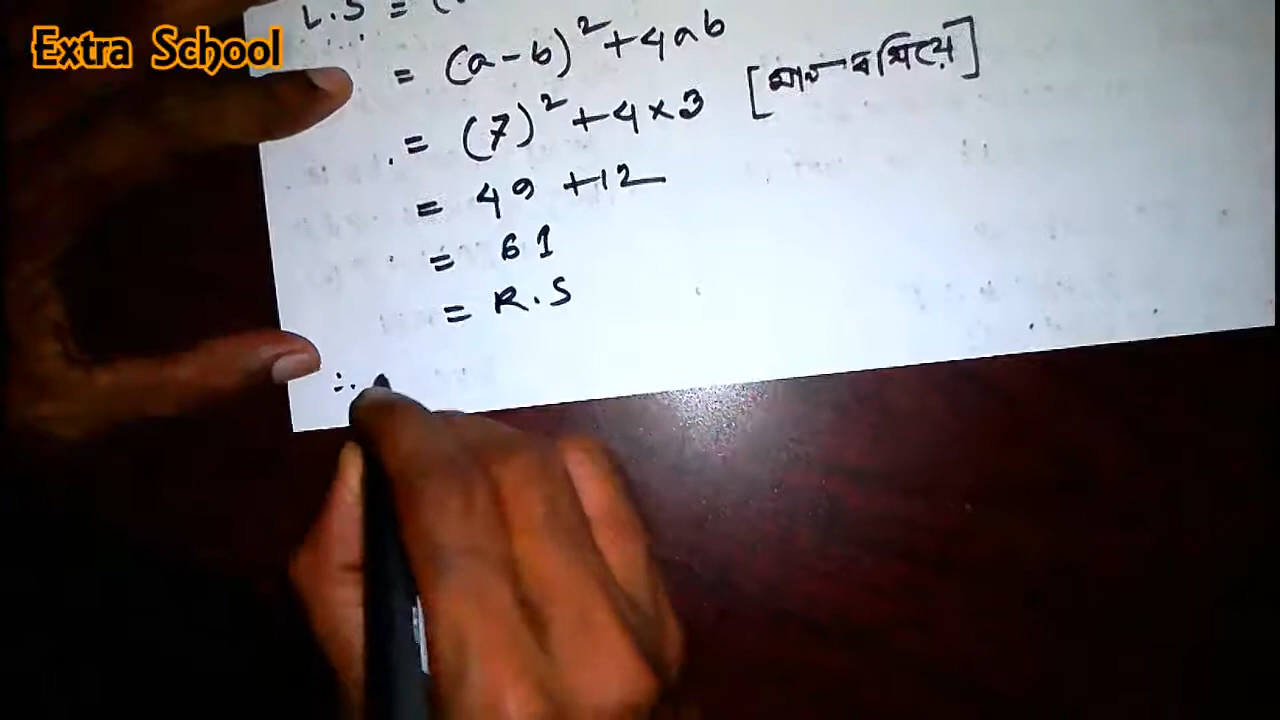 Extra School
L.S = (
= (a-b)²+4ab
= (7)²+4×3 [মান বসিয়ে]
= 49 +12
= 61
= R.S
∴